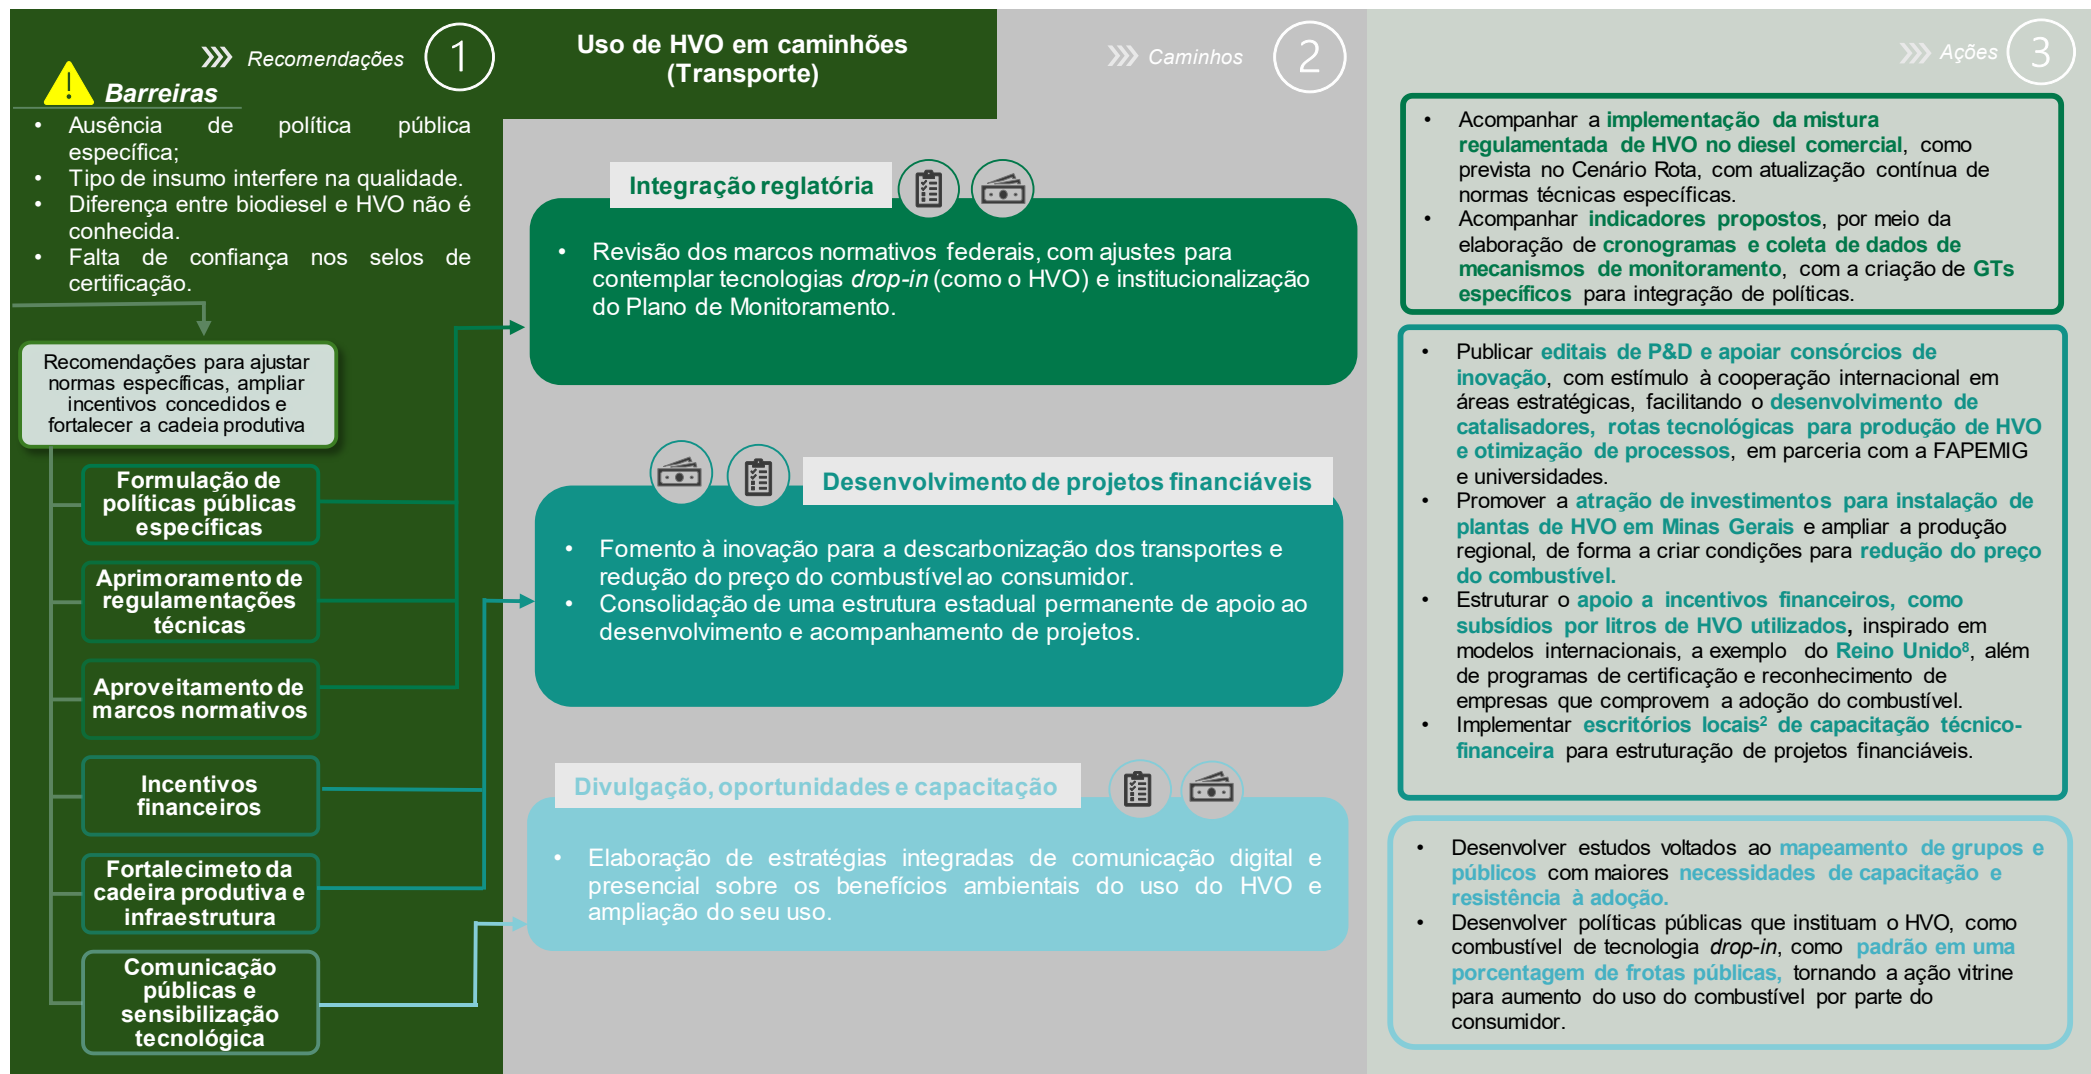 Recomendações
1
Barreiras
• Ausência de política pública
específica;
• Tipo de insumo interfere na qualidade.
• Diferença entre biodiesel e HVO não é
conhecida.
• Falta de confiança nos selos de
certificação.
Recomendações para ajustar
normas específicas, ampliar
incentivos concedidos e
fortalecer a cadeia produtiva
Formulação de
políticas públicas
específicas
Aprimoramento de
regulamentações
técnicas
Aproveitamento de
marcos normativos
Incentivos
financeiros
Fortalecimeto da
cadeira produtiva e
infraestrutura
Comunicação
públicas e
sensibilização
tecnológica
Uso de HVO em caminhões
(Transporte)
Caminhos
2
Integração reglatória
• Revisão dos marcos normativos federais, com ajustes para
contemplar tecnologias drop-in (como o HVO) e institucionalização
do Plano de Monitoramento.
Desenvolvimento de projetos financiáveis
• Fomento à inovação para a descarbonização dos transportes e
redução do preço do combustível ao consumidor.
• Consolidação de uma estrutura estadual permanente de apoio ao
desenvolvimento e acompanhamento de projetos.
Divulgação, oportunidades e capacitação
• Elaboração de estratégias integradas de comunicação digital e
presencial sobre os benefícios ambientais do uso do HVO e
ampliação do seu uso.
Ações
3
• Acompanhar a implementação da mistura
regulamentada de HVO no diesel comercial, como
prevista no Cenário Rota, com atualização contínua de
normas técnicas específicas.
• Acompanhar indicadores propostos, por meio da
elaboração de cronogramas e coleta de dados de
mecanismos de monitoramento, com a criação de GTs
específicos para integração de políticas.
• Publicar editais de P&D e apoiar consórcios de
inovação, com estímulo à cooperação internacional em
áreas estratégicas, facilitando o desenvolvimento de
catalisadores, rotas tecnológicas para produção de HVO
e otimização de processos, em parceria com a FAPEMIG
e universidades.
• Promover a atração de investimentos para instalação de
plantas de HVO em Minas Gerais e ampliar a produção
regional, de forma a criar condições para redução do preço
do combustível.
• Estruturar o apoio a incentivos financeiros, como
subsídios por litros de HVO utilizados, inspirado em
modelos internacionais, a exemplo do Reino Unido⁸, além
de programas de certificação e reconhecimento de
empresas que comprovem a adoção do combustível.
• Implementar escritórios locais² de capacitação técnico-
financeira para estruturação de projetos financiáveis.
• Desenvolver estudos voltados ao mapeamento de grupos e
públicos com maiores necessidades de capacitação e
resistência à adoção.
• Desenvolver políticas públicas que instituam o HVO, como
combustível de tecnologia drop-in, como padrão em uma
porcentagem de frotas públicas, tornando a ação vitrine
para aumento do uso do combustível por parte do
consumidor.